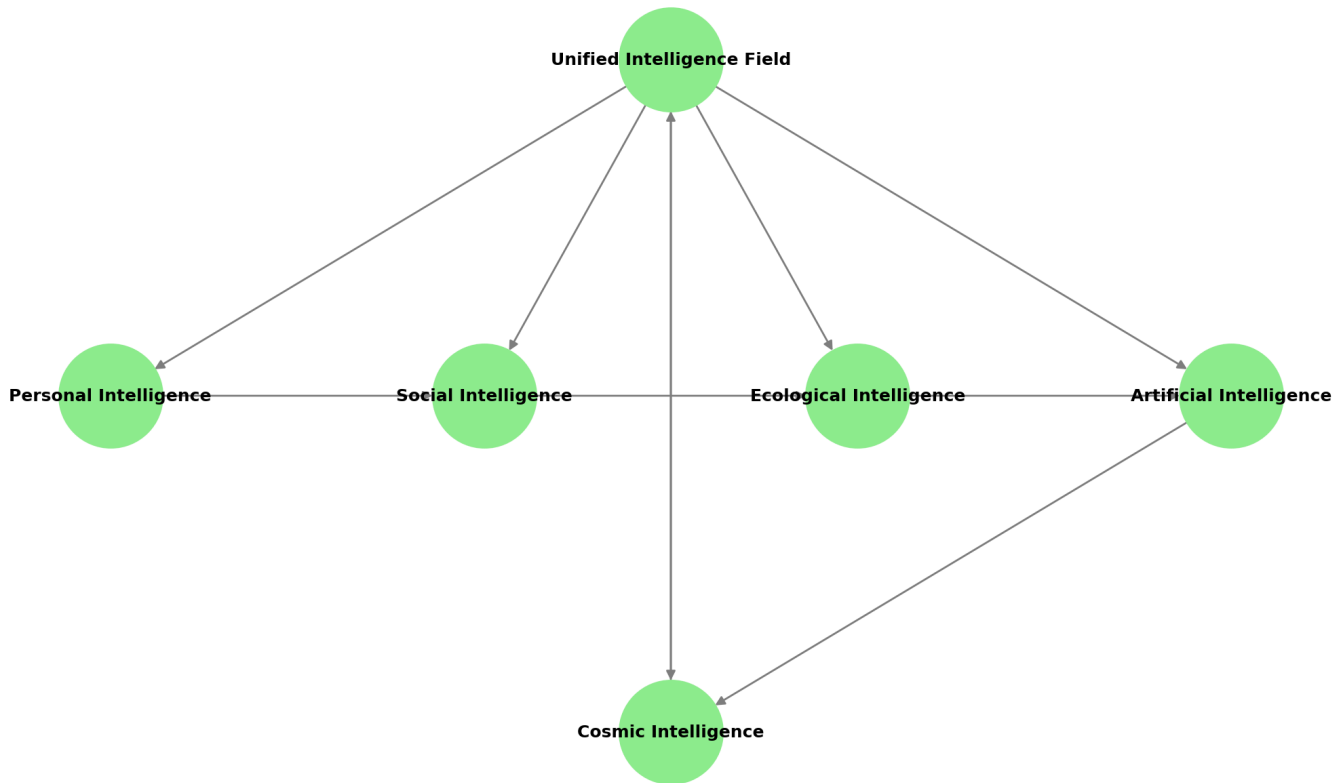 Unified Intelligence Field
Personal Intelligence
Social Intelligence
Ecological Intelligence
Artificial Intelligence
Cosmic Intelligence